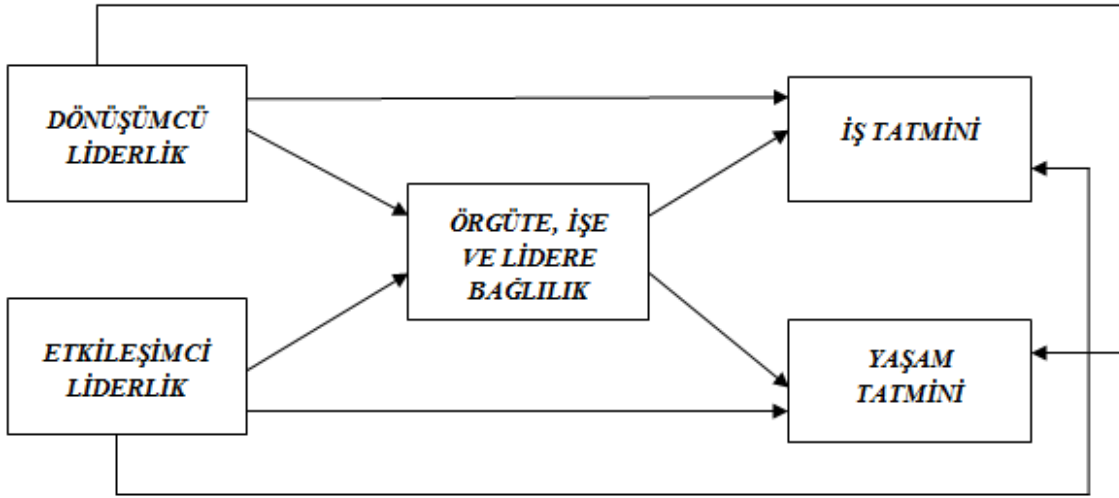 DÖNÜŞÜMCÜ
LİDERLİK
İŞ TATMİNİ
ÖRGÜTE, İŞE
VE LİDERE
BAĞLILIK
ETKİLEŞİMCİ
LİDERLİK
YAŞAM
TATMİNİ